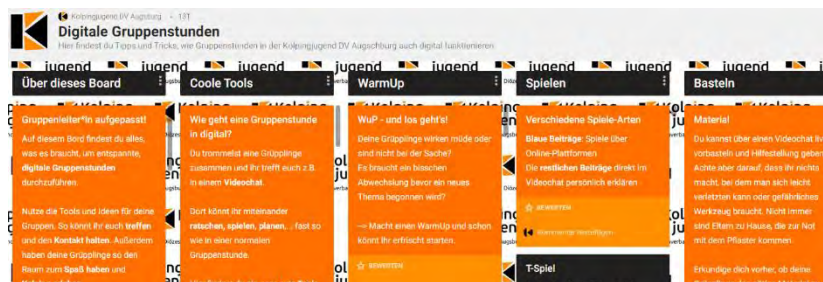 Kolpingjugend DV Augsburg • 13T
Digitale Gruppenstunden
Hier findest du Tipps und Tricks, wie Gruppenstunden in der Kolpingjugend DV Augschburg auch digital funktionieren.
Über dieses Board
Gruppenleiter*in aufgepasst!
Auf diesem Bord findest du alles,
was es braucht, um entspannte,
digitale Gruppenstunden
durchzuführen.
Nutze die Tools und Ideen für deine
Gruppen. So könnt ihr euch treffen
und den Kontakt halten. Außerdem
haben deine Grüpplinge so den
Raum zum Spaß haben und
Coole Tools
Wie geht eine Gruppenstunde
in digital?
Du trommelst eine Grüpplinge
zusammen und ihr trefft euch z.B.
in einem Videochat.
Dort könnt ihr miteinander
ratschen, spielen, planen,... fast so
wie in einer normalen
Gruppenstunde.
WarmUp
WuP - und los geht's!
Deine Grüpplinge wirken müde oder
sind nicht bei der Sache?
Es braucht ein bisschen
Abwechslung bevor ein neues
Thema begonnen wird?
→ Macht einen WarmUp und schon
könnt ihr erfrischt starten.
BEWERTEN
Spielen
Verschiedene Spiele-Arten
Blaue Beiträge: Spiele über
Online-Plattformen
Die restlichen Beiträge direkt im
Videochat persönlich erklären
BEWERTEN
Kommentar hinzufügen
T-Spiel
Basteln
Material
Du kannst über einen Videochat liv
vorbasteln und Hilfestellung geben
Achte aber darauf, dass ihr nichts
macht, bei dem man sich leicht
verletzten kann oder gefährliches
Werkzeug braucht. Nicht immer
sind Eltern zu Hause, die zur Not
mit dem Pflaster kommen.
Erkundige dich vorher, ob deine